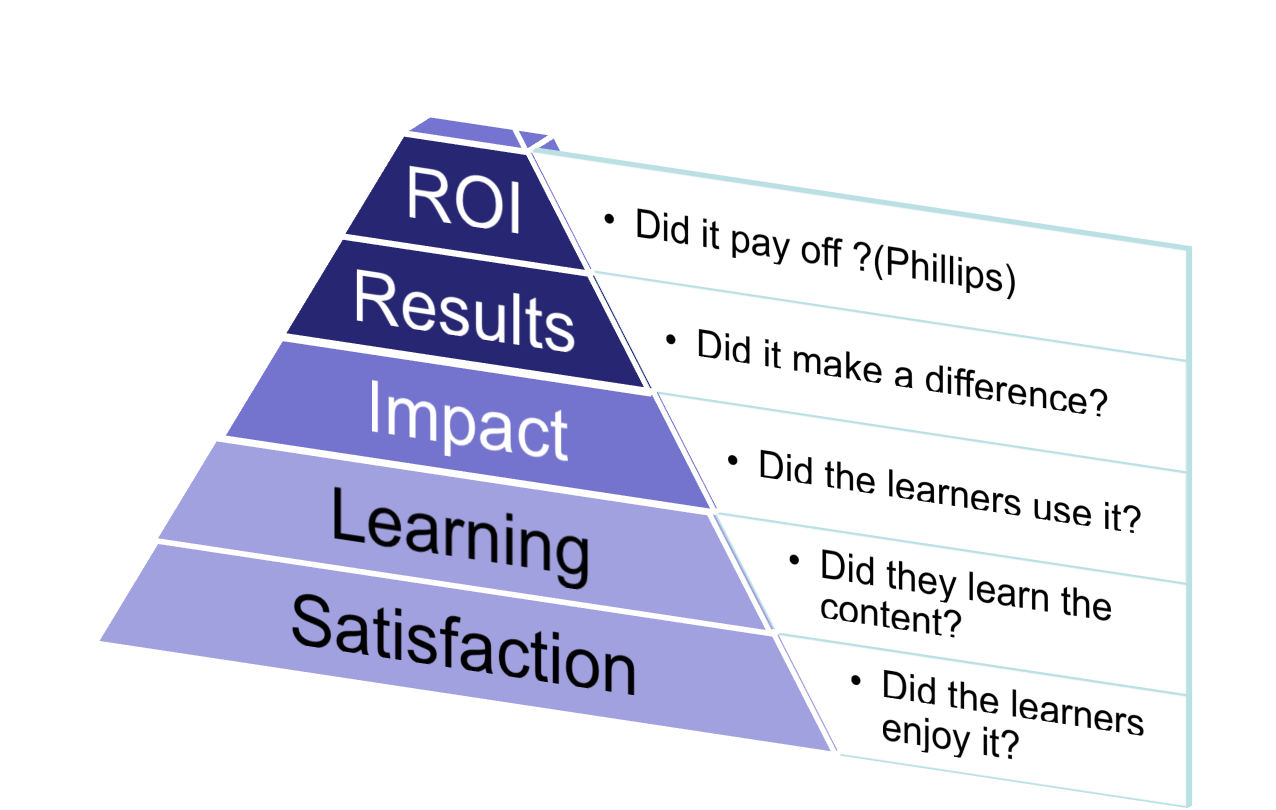 ROI
• Did it pay off ?(Phillips)
Results
• Did it make a difference?
Impact
• Did the learners use it?
Learning
• Did they learn the
content?
Satisfaction
• Did the learners
enjoy it?